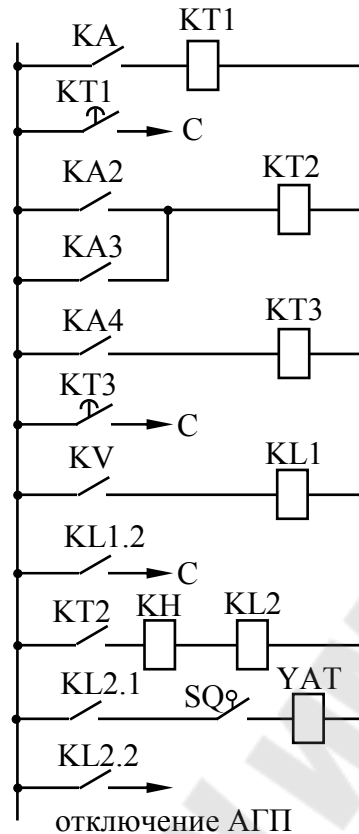 KA KT1
KT1
C
KA2 KT2
KA3
KA4 KT3
KT3
C
KV KL1
KL1.2
C
KT2 KH KL2
KL2.1 SQ YAT
KL2.2
отключение АГП